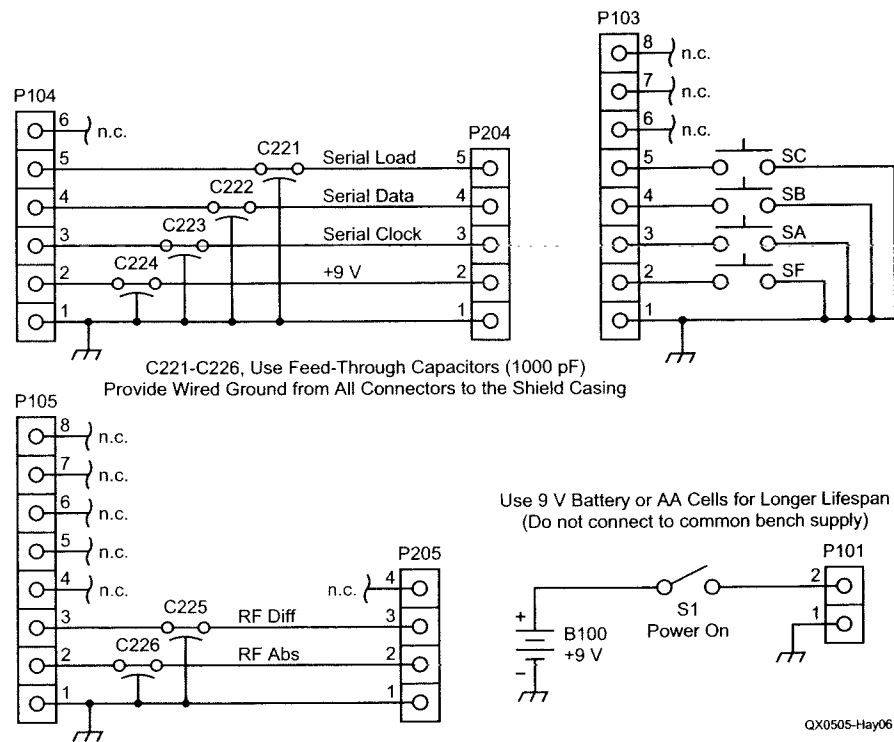 P103
8 n.c.
7 n.c.
6 n.c.
5 SC
4 SB
3 SA
2 SF
1
P104
6 n.c.
5 C221 Serial Load 5
4 C222 Serial Data 4
3 C223 Serial Clock 3
2 C224 +9 V 2
1 1
P204
C221-C226, Use Feed-Through Capacitors (1000 pF)
Provide Wired Ground from All Connectors to the Shield Casing
P105
8 n.c.
7 n.c.
6 n.c.
5 n.c.
4 n.c.
3 C225 RF Diff 3
2 C226 RF Abs 2
1 1
P205
n.c. 4
Use 9 V Battery or AA Cells for Longer Lifespan
(Do not connect to common bench supply)
P101
2
1
S1
Power On
+
B100
+9 V
-
QX0505-Hay06